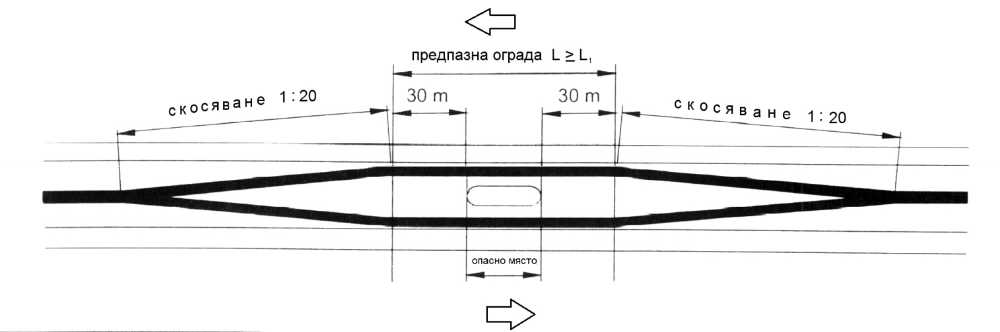 предпазна ограда L ≥ L₁
скосяване 1:20
30 m
30 m
скосяване 1:20
опасно място